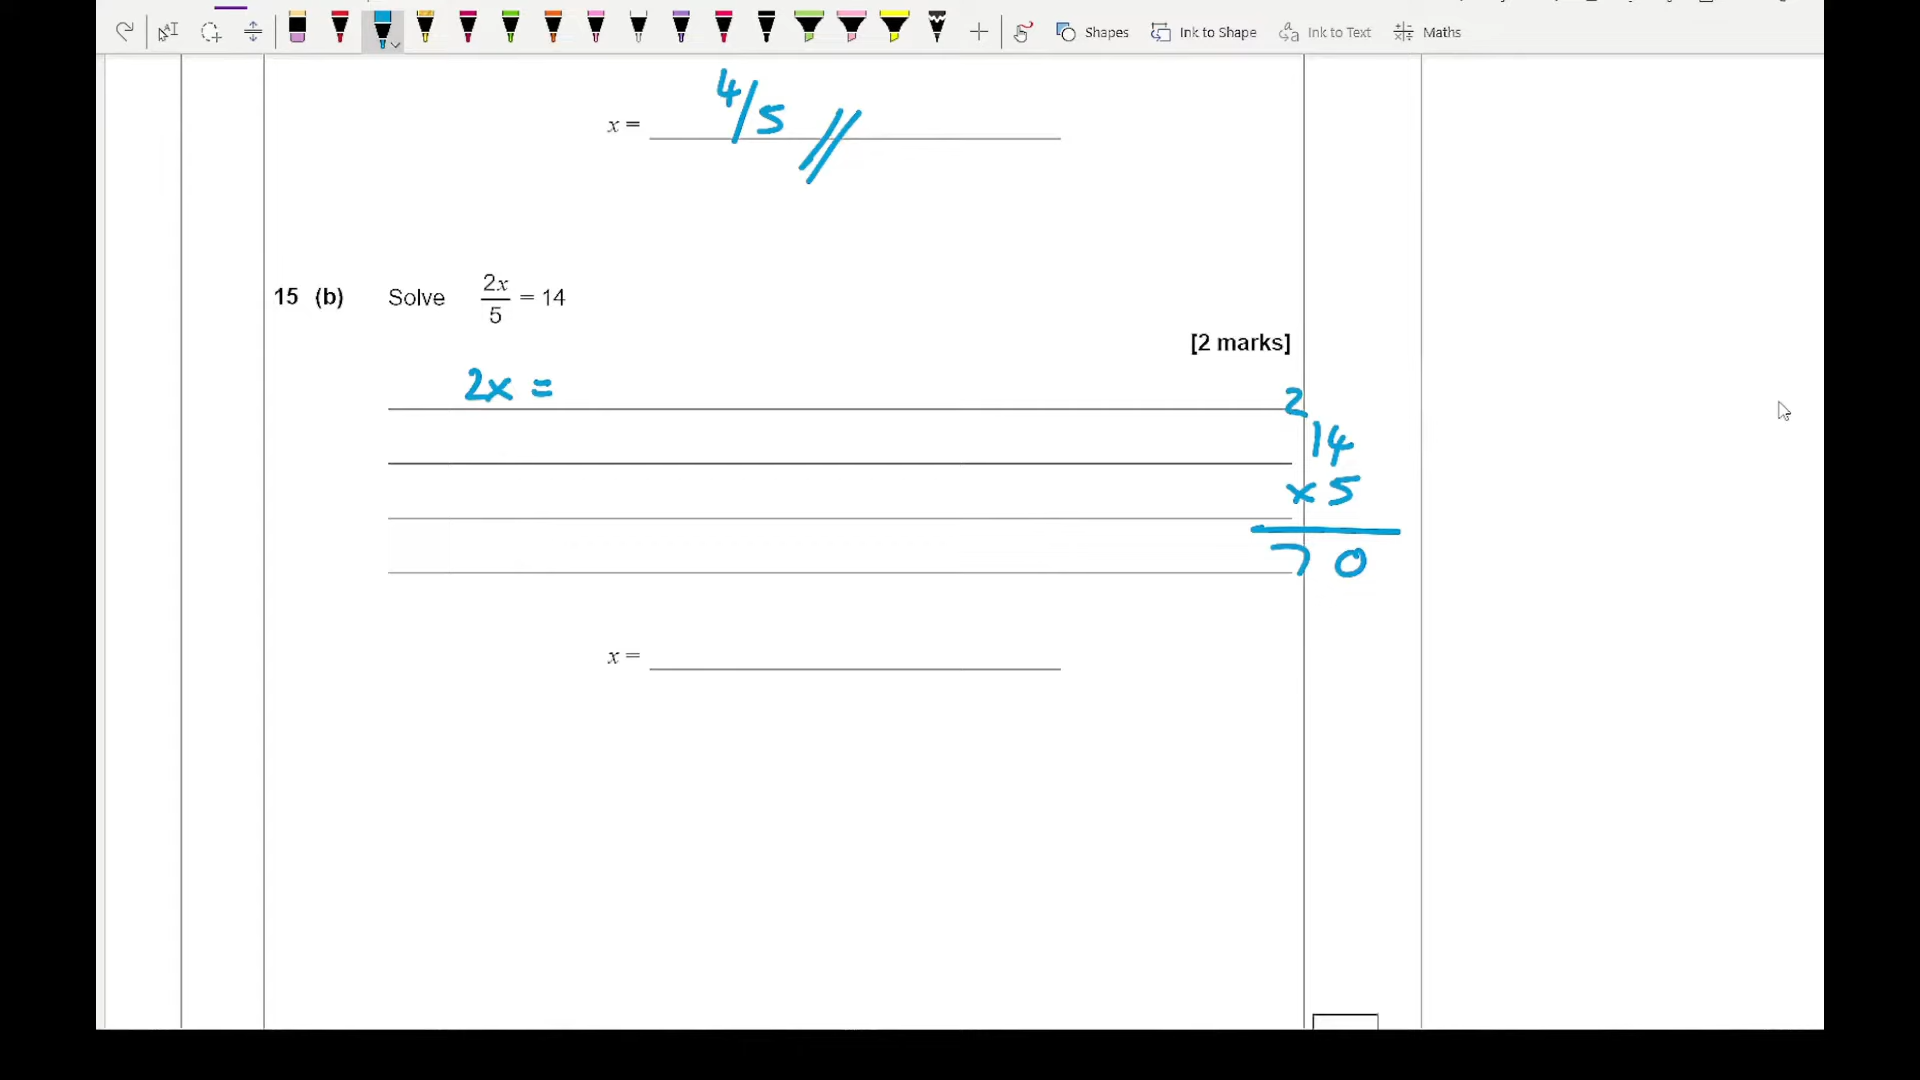 Shapes Ink to Shape Ink to Text Maths
x = 4/5
15 (b) Solve 2x/5 = 14
[2 marks]
2x =
2
14
x 5
70
x =